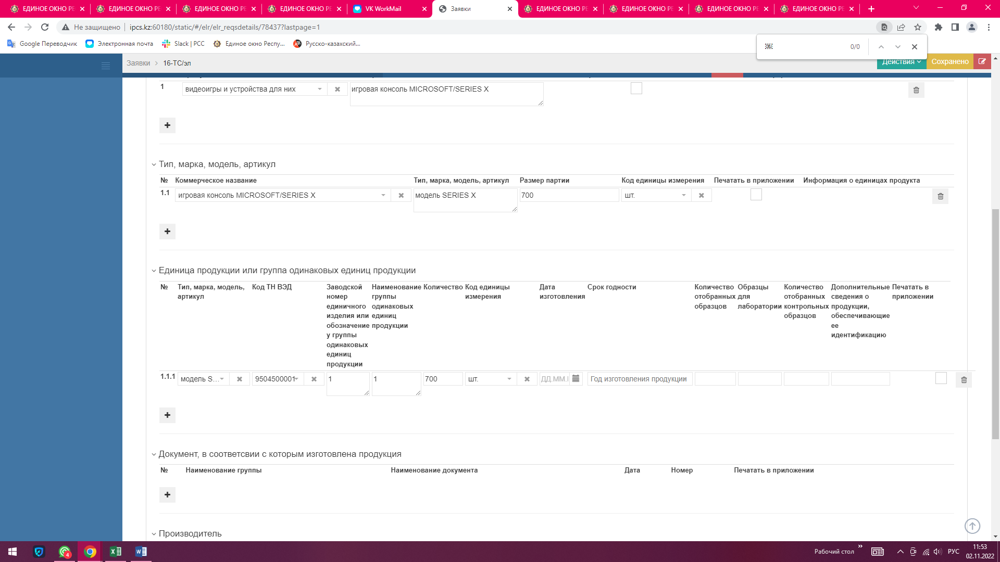 ЕДИНОЕ ОКНО РЕ
ЕДИНОЕ ОКНО РЕ
ЕДИНОЕ ОКНО РЕ
ЕДИНОЕ ОКНО РЕ
VK WorkMail
Заявки
ЕДИНОЕ ОКНО РЕ
ЕДИНОЕ ОКНО РЕ
ЕДИНОЕ ОКНО РЕ
ЕДИНОЕ ОКНО РЕ
Не защищено | ipcs.kz:60180/static/#/elr/elr_reqsdetails/78437?lastpage=1
Google Переводчик Электронная почта Slack | PCC Единое окно Респу... Русско-казахский...
OBJ 0/0
Заявки > 16-ТС/эл Действия Сохранено
1 видеоигры и устройства для них игровая консоль MICROSOFT/SERIES X
+
Тип, марка, модель, артикул
№ Коммерческое название Тип, марка, модель, артикул Размер партии Код единицы измерения Печатать в приложении Информация о единицах продукта
1.1 игровая консоль MICROSOFT/SERIES X модель SERIES X 700 шт.
+
Единица продукции или группа одинаковых единиц продукции
№ Тип, марка, модель, Код ТН ВЭД Заводской Наименование Количество Код единицы Дата Срок годности Количество Образцы Количество Дополнительные Печатать в
артикул номер группы измерения изготовления отобранных для отобранных сведения о приложении
единичного одинаковых образцов лаборатории контрольных продукции,
изделия или единиц образцов обеспечивающие
обозначение продукции ее
у группы идентификацию
одинаковых
единиц
продукции
1.1.1 модель S... 9504500001 1 1 700 шт. ДД.ММ.І Год изготовления продукции
+
Документ, в соответсвии с которым изготовлена продукция
№ Наименование группы Наименование документа Дата Номер Печатать в приложении
+
Производитель
4 Рабочий стол » РУС 11:53
02.11.2022